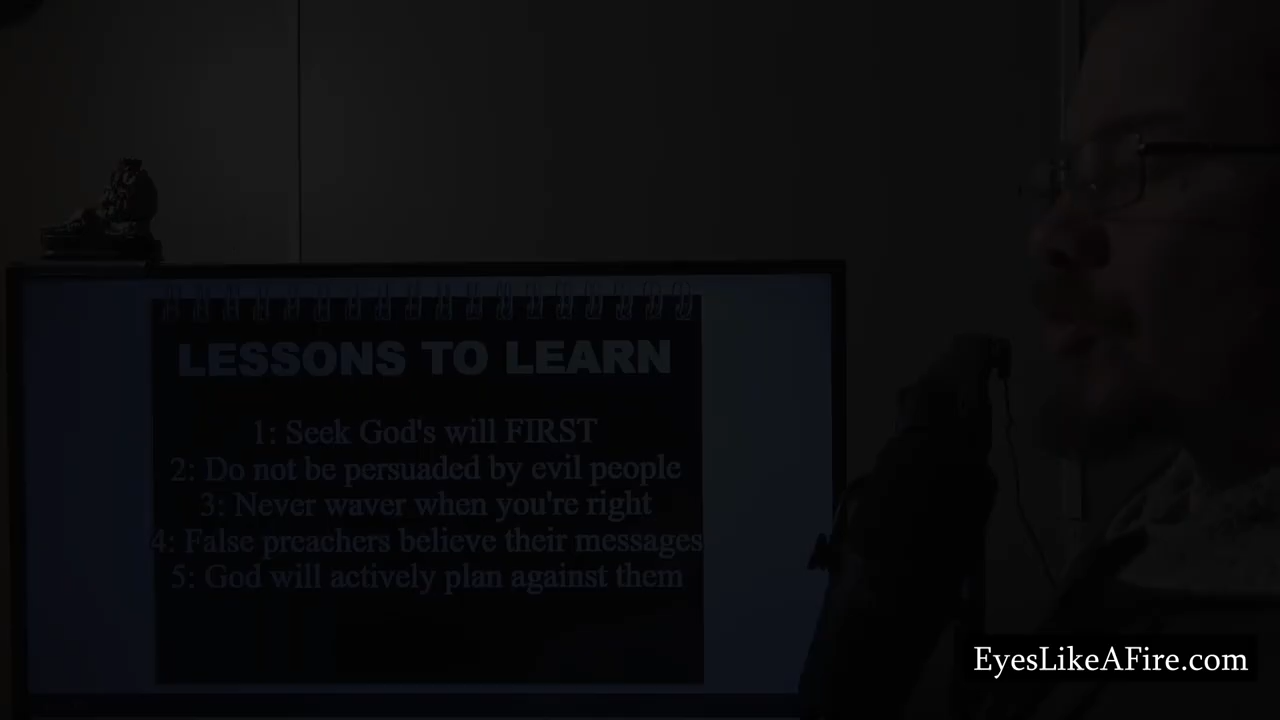 LESSONS TO LEARN
1: Seek God's will FIRST
2: Do not be persuaded by evil people
3: Never waver when you're right
4: False preachers believe their messages
5: God will actively plan against them
EyesLikeAFire.com